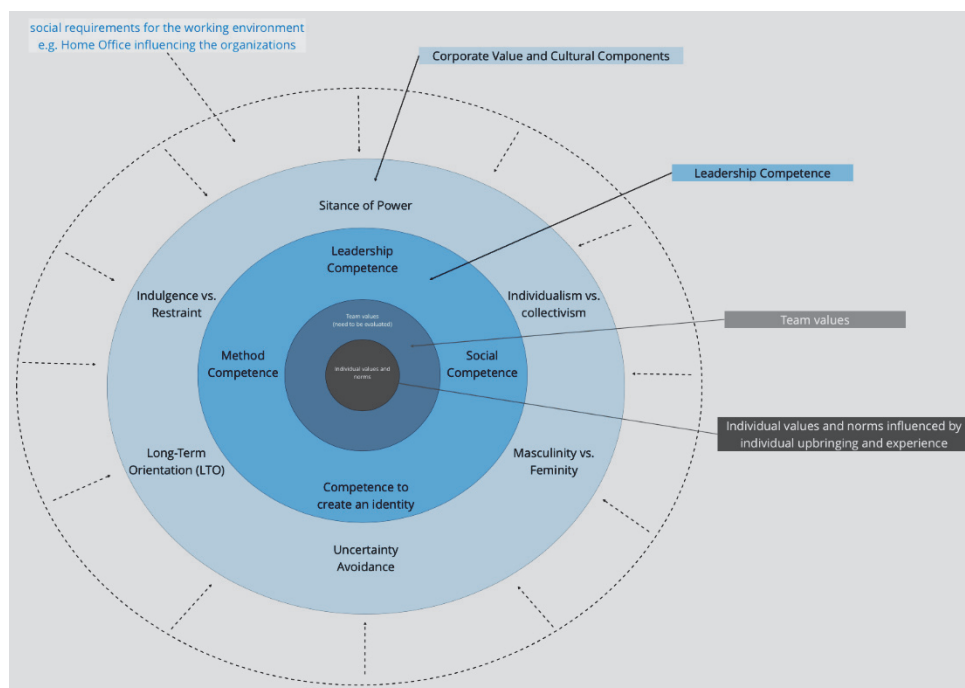 social requirements for the working environment
e.g. Home Office influencing the organizations
Corporate Value and Cultural Components
Leadership Competence
Sitance of Power
Leadership
Competence
Indulgence vs.
Restraint
Individualism vs.
collectivism
Team values
(need to be evaluated)
Team values
Method
Competence
Social
Competence
Individual values and
norms
Individual values and norms influenced by
individual upbringing and experience
Long-Term
Orientation (LTO)
Masculinity vs.
Feminity
Competence to
create an identity
Uncertainty
Avoidance